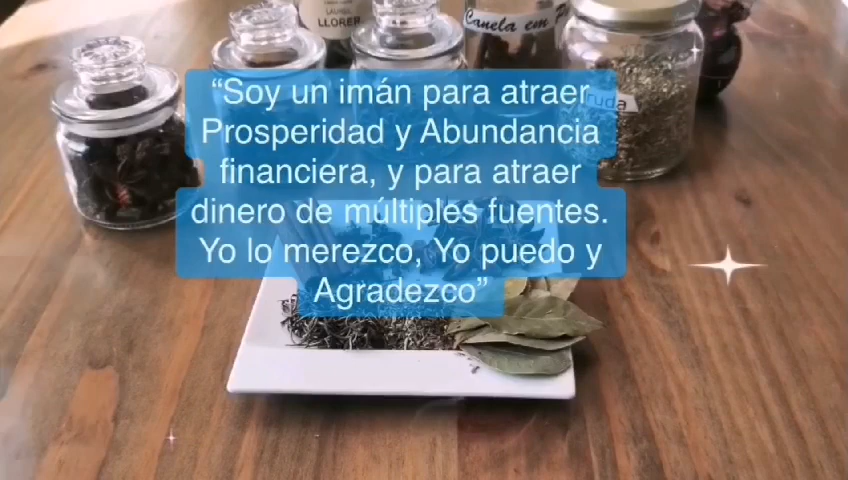 LAUREL
LLORER
Canela em
ruda
“Soy un imán para atraer
Prosperidad y Abundancia
financiera, y para atraer
dinero de múltiples fuentes.
Yo lo merezco, Yo puedo y
Agradezco”